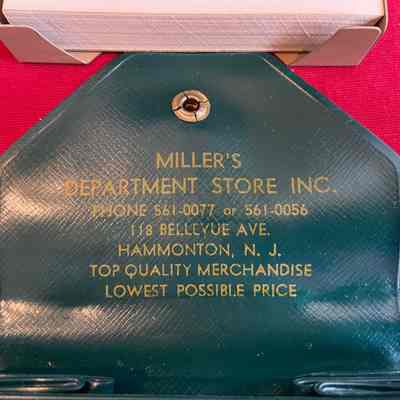 MILLER'S
DEPARTMENT STORE INC.
PHONE 561-0077 or 561-0056
118 BELLEVUE AVE.
HAMMONTON, N. J.
TOP QUALITY MERCHANDISE
LOWEST POSSIBLE PRICE